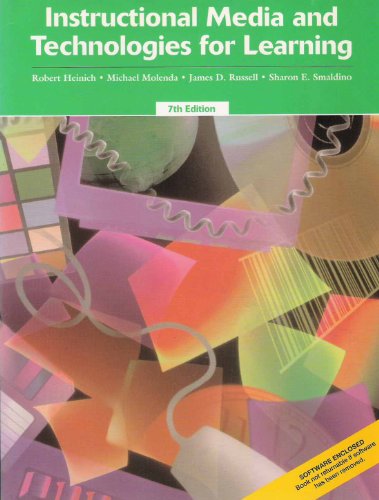 Instructional Media and
Technologies for Learning
Robert Heinich • Michael Molenda • James D. Russell • Sharon E. Smaldino
7th Edition
SOFTWARE ENCLOSED
Book not returnable if software
has been removed.